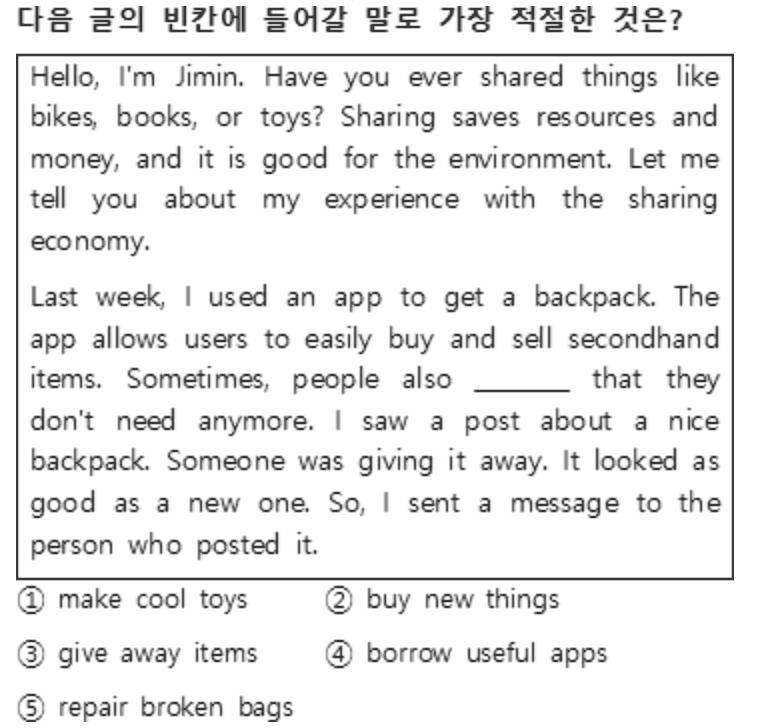 다음 글의 빈칸에 들어갈 말로 가장 적절한 것은?
Hello, I'm Jimin. Have you ever shared things like
bikes, books, or toys? Sharing saves resources and
money, and it is good for the environment. Let me
tell you about my experience with the sharing
economy.
Last week, I used an app to get a backpack. The
app allows users to easily buy and sell secondhand
items. Sometimes, people also ______ that they
don't need anymore. I saw a post about a nice
backpack. Someone was giving it away. It looked as
good as a new one. So, I sent a message to the
person who posted it.
① make cool toys ② buy new things
③ give away items ④ borrow useful apps
⑤ repair broken bags